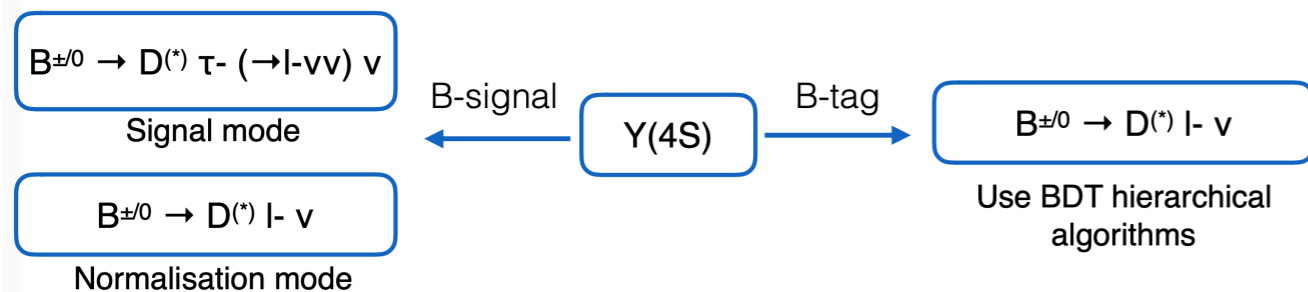 B±/0 → D(*) τ- (→l-νν) ν
Signal mode
B±/0 → D(*) l- ν
Normalisation mode
B-signal
Y(4S)
B-tag
B±/0 → D(*) l- ν
Use BDT hierarchical
algorithms